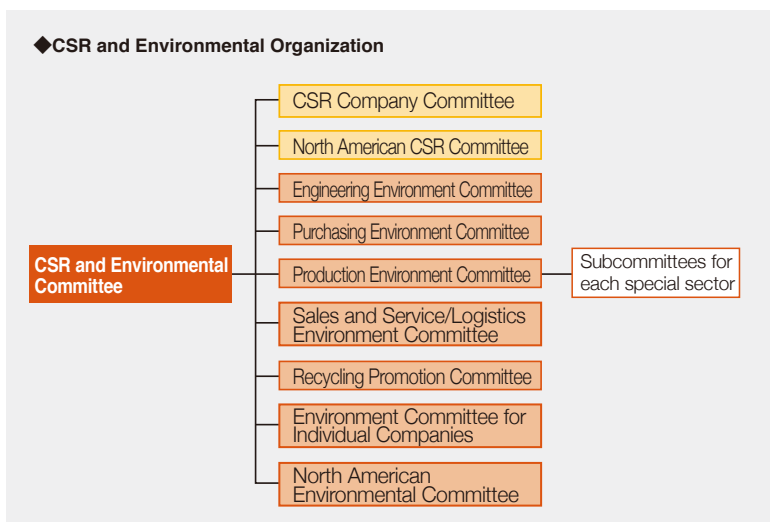 ◆CSR and Environmental Organization
CSR Company Committee
North American CSR Committee
Engineering Environment Committee
Purchasing Environment Committee
CSR and Environmental
Committee
Production Environment Committee
Subcommittees for
each special sector
Sales and Service/Logistics
Environment Committee
Recycling Promotion Committee
Environment Committee for
Individual Companies
North American
Environmental Committee